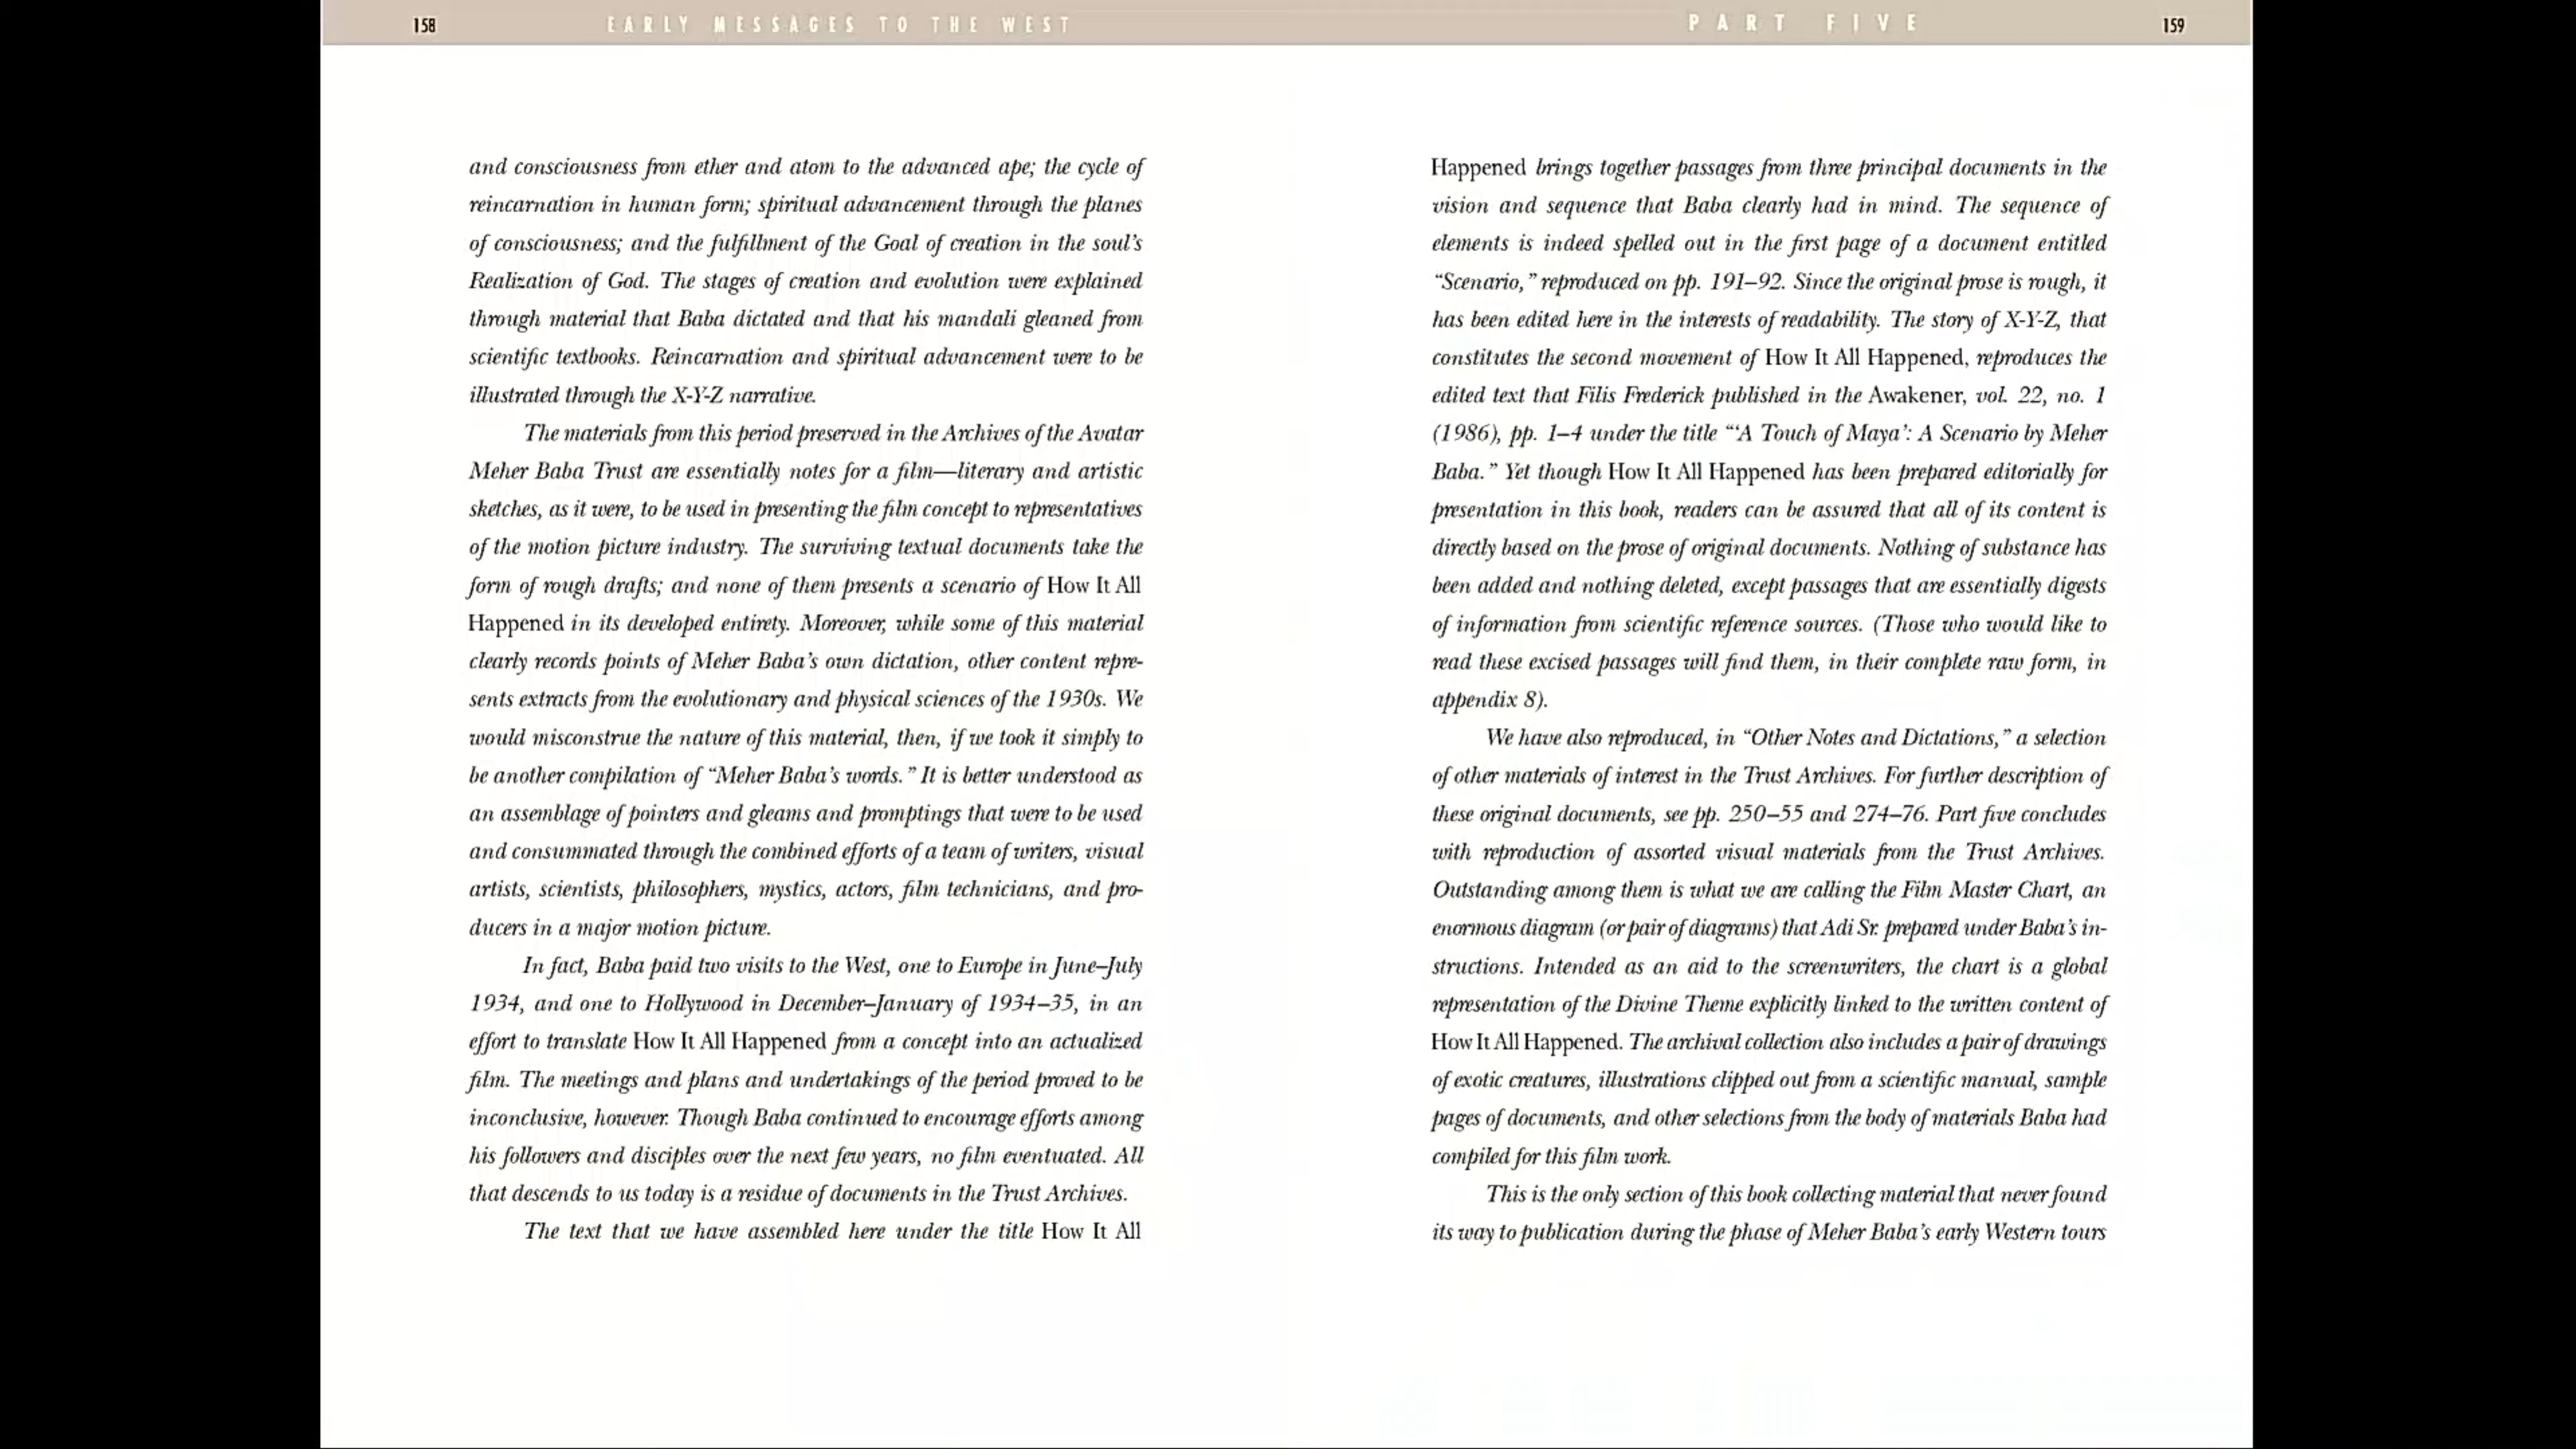 158
EARLY MESSAGES TO THE WEST
and consciousness from ether and atom to the advanced ape; the cycle of
reincarnation in human form; spiritual advancement through the planes
of consciousness; and the fulfillment of the Goal of creation in the soul’s
Realization of God. The stages of creation and evolution were explained
through material that Baba dictated and that his mandali gleaned from
scientific textbooks. Reincarnation and spiritual advancement were to be
illustrated through the X-Y-Z narrative.
The materials from this period preserved in the Archives of the Avatar
Meher Baba Trust are essentially notes for a film—literary and artistic
sketches, as it were, to be used in presenting the film concept to representatives
of the motion picture industry. The surviving textual documents take the
form of rough drafts; and none of them presents a scenario of How It All
Happened in its developed entirety. Moreover, while some of this material
clearly records points of Meher Baba’s own dictation, other content repre-
sents extracts from the evolutionary and physical sciences of the 1930s. We
would misconstrue the nature of this material, then, if we took it simply to
be another compilation of “Meher Baba’s words.” It is better understood as
an assemblage of pointers and gleams and promptings that were to be used
and consummated through the combined efforts of a team of writers, visual
artists, scientists, philosophers, mystics, actors, film technicians, and pro-
ducers in a major motion picture.
In fact, Baba paid two visits to the West, one to Europe in June–July
1934, and one to Hollywood in December–January of 1934–35, in an
effort to translate How It All Happened from a concept into an actualized
film. The meetings and plans and undertakings of the period proved to be
inconclusive, however. Though Baba continued to encourage efforts among
his followers and disciples over the next few years, no film eventuated. All
that descends to us today is a residue of documents in the Trust Archives.
The text that we have assembled here under the title How It All
PART FIVE
159
Happened brings together passages from three principal documents in the
vision and sequence that Baba clearly had in mind. The sequence of
elements is indeed spelled out in the first page of a document entitled
“Scenario,” reproduced on pp. 191–92. Since the original prose is rough, it
has been edited here in the interests of readability. The story of X-Y-Z, that
constitutes the second movement of How It All Happened, reproduces the
edited text that Filis Frederick published in the Awakener, vol. 22, no. 1
(1986), pp. 1–4 under the title “‘A Touch of Maya’: A Scenario by Meher
Baba.” Yet though How It All Happened has been prepared editorially for
presentation in this book, readers can be assured that all of its content is
directly based on the prose of original documents. Nothing of substance has
been added and nothing deleted, except passages that are essentially digests
of information from scientific reference sources. (Those who would like to
read these excised passages will find them, in their complete raw form, in
appendix 8).
We have also reproduced, in “Other Notes and Dictations,” a selection
of other materials of interest in the Trust Archives. For further description of
these original documents, see pp. 250–55 and 274–76. Part five concludes
with reproduction of assorted visual materials from the Trust Archives.
Outstanding among them is what we are calling the Film Master Chart, an
enormous diagram (or pair of diagrams) that Adi Sr. prepared under Baba’s in-
structions. Intended as an aid to the screenwriters, the chart is a global
representation of the Divine Theme explicitly linked to the written content of
How It All Happened. The archival collection also includes a pair of drawings
of exotic creatures, illustrations clipped out from a scientific manual, sample
pages of documents, and other selections from the body of materials Baba had
compiled for this film work.
This is the only section of this book collecting material that never found
its way to publication during the phase of Meher Baba’s early Western tours